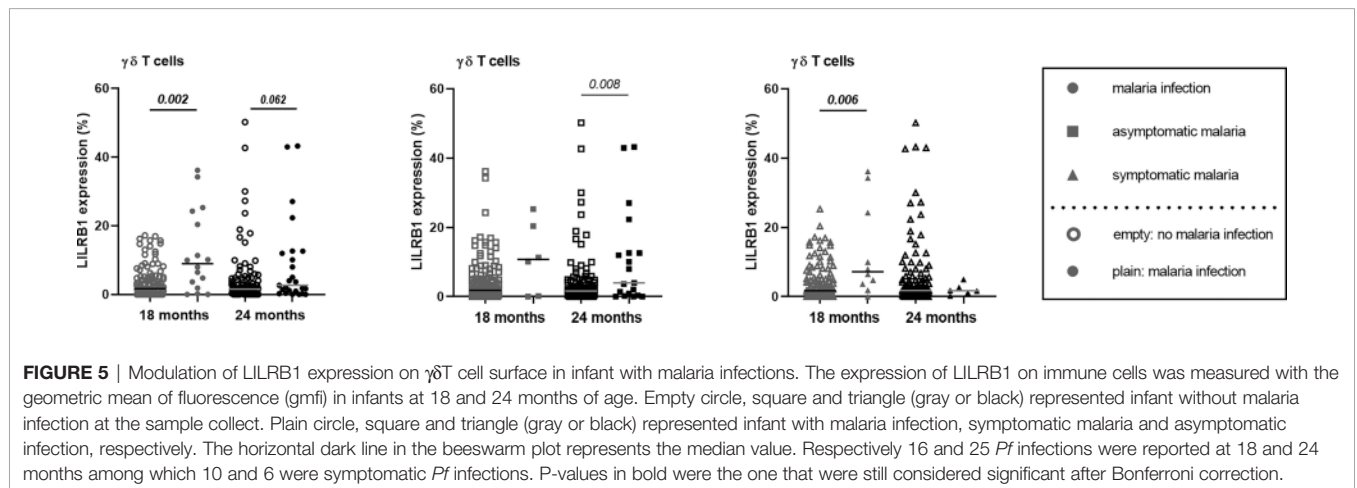 γδ T cells
LILRB1 expression (%)
60
40
20
0
0.002
0.062
18 months
24 months
γδ T cells
LILRB1 expression (%)
60
40
20
0
0.008
18 months
24 months
γδ T cells
LILRB1 expression (%)
60
40
20
0
0.006
18 months
24 months
malaria infection
asymptomatic malaria
symptomatic malaria
empty: no malaria infection
plain: malaria infection
FIGURE 5 | Modulation of LILRB1 expression on γδT cell surface in infant with malaria infections. The expression of LILRB1 on immune cells was measured with the
geometric mean of fluorescence (gmfi) in infants at 18 and 24 months of age. Empty circle, square and triangle (gray or black) represented infant without malaria
infection at the sample collect. Plain circle, square and triangle (gray or black) represented infant with malaria infection, symptomatic malaria and asymptomatic
infection, respectively. The horizontal dark line in the beeswarm plot represents the median value. Respectively 16 and 25 Pf infections were reported at 18 and 24
months among which 10 and 6 were symptomatic Pf infections. P-values in bold were the one that were still considered significant after Bonferroni correction.